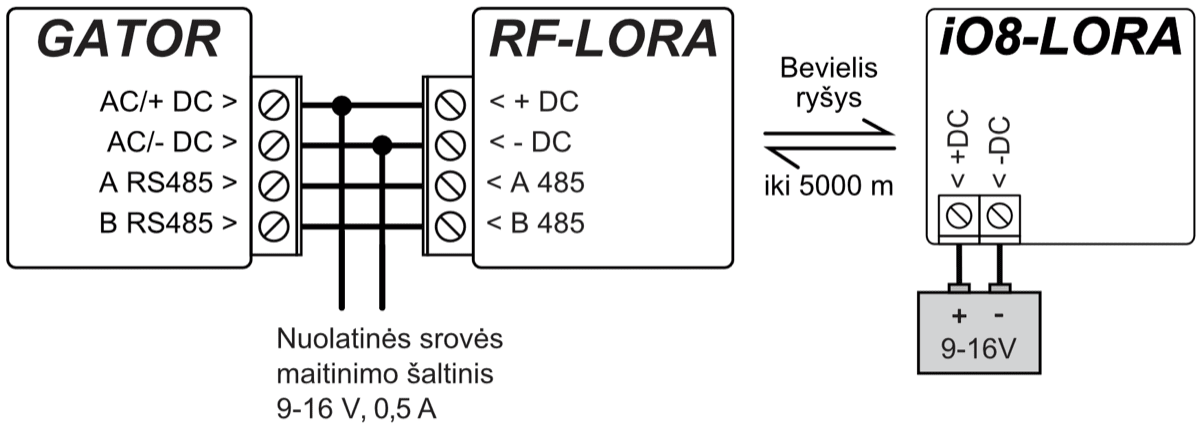 GATOR
AC/+ DC >
AC/- DC >
A RS485 >
B RS485 >
RF-LORA
< + DC
< - DC
< A 485
< B 485
Nuolatinės srovės
maitinimo šaltinis
9-16 V, 0,5 A
Bevielis
ryšys
iki 5000 m
iO8-LORA
< +DC
< -DC
+ -
9-16V